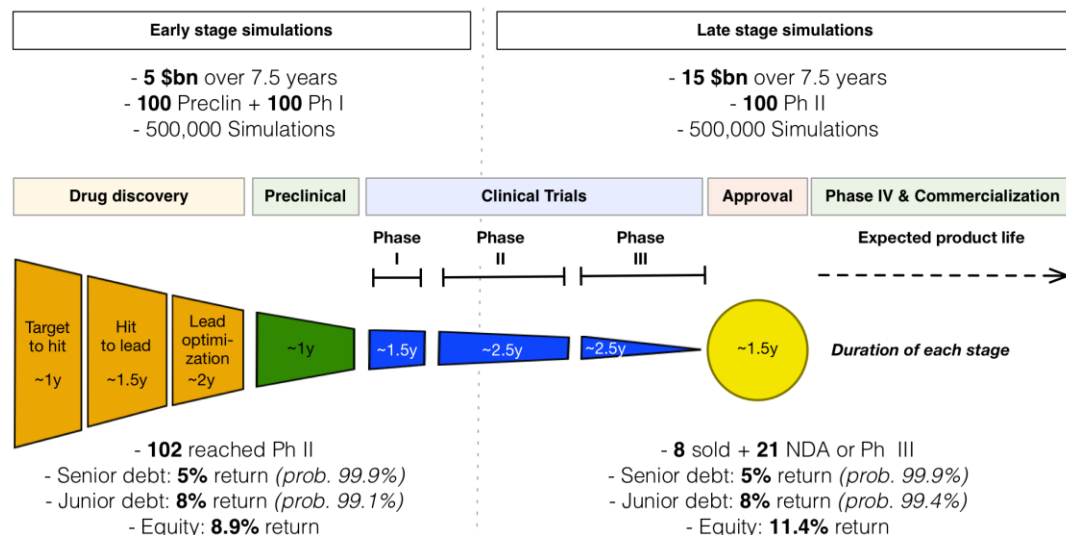 Early stage simulations
Late stage simulations
- 5 $bn over 7.5 years
- 100 Preclin + 100 Ph I
- 500,000 Simulations
- 15 $bn over 7.5 years
- 100 Ph II
- 500,000 Simulations
Drug discovery
Preclinical
Clinical Trials
Approval
Phase IV & Commercialization
Phase
I
Phase
II
Phase
III
Expected product life
Target
to hit
~1y
Hit
to lead
~1.5y
Lead
optimi-
zation
~2y
~1y
~1.5y
~2.5y
~2.5y
~1.5y
Duration of each stage
- 102 reached Ph II
- Senior debt: 5% return (prob. 99.9%)
- Junior debt: 8% return (prob. 99.1%)
- Equity: 8.9% return
- 8 sold + 21 NDA or Ph III
- Senior debt: 5% return (prob. 99.9%)
- Junior debt: 8% return (prob. 99.4%)
- Equity: 11.4% return